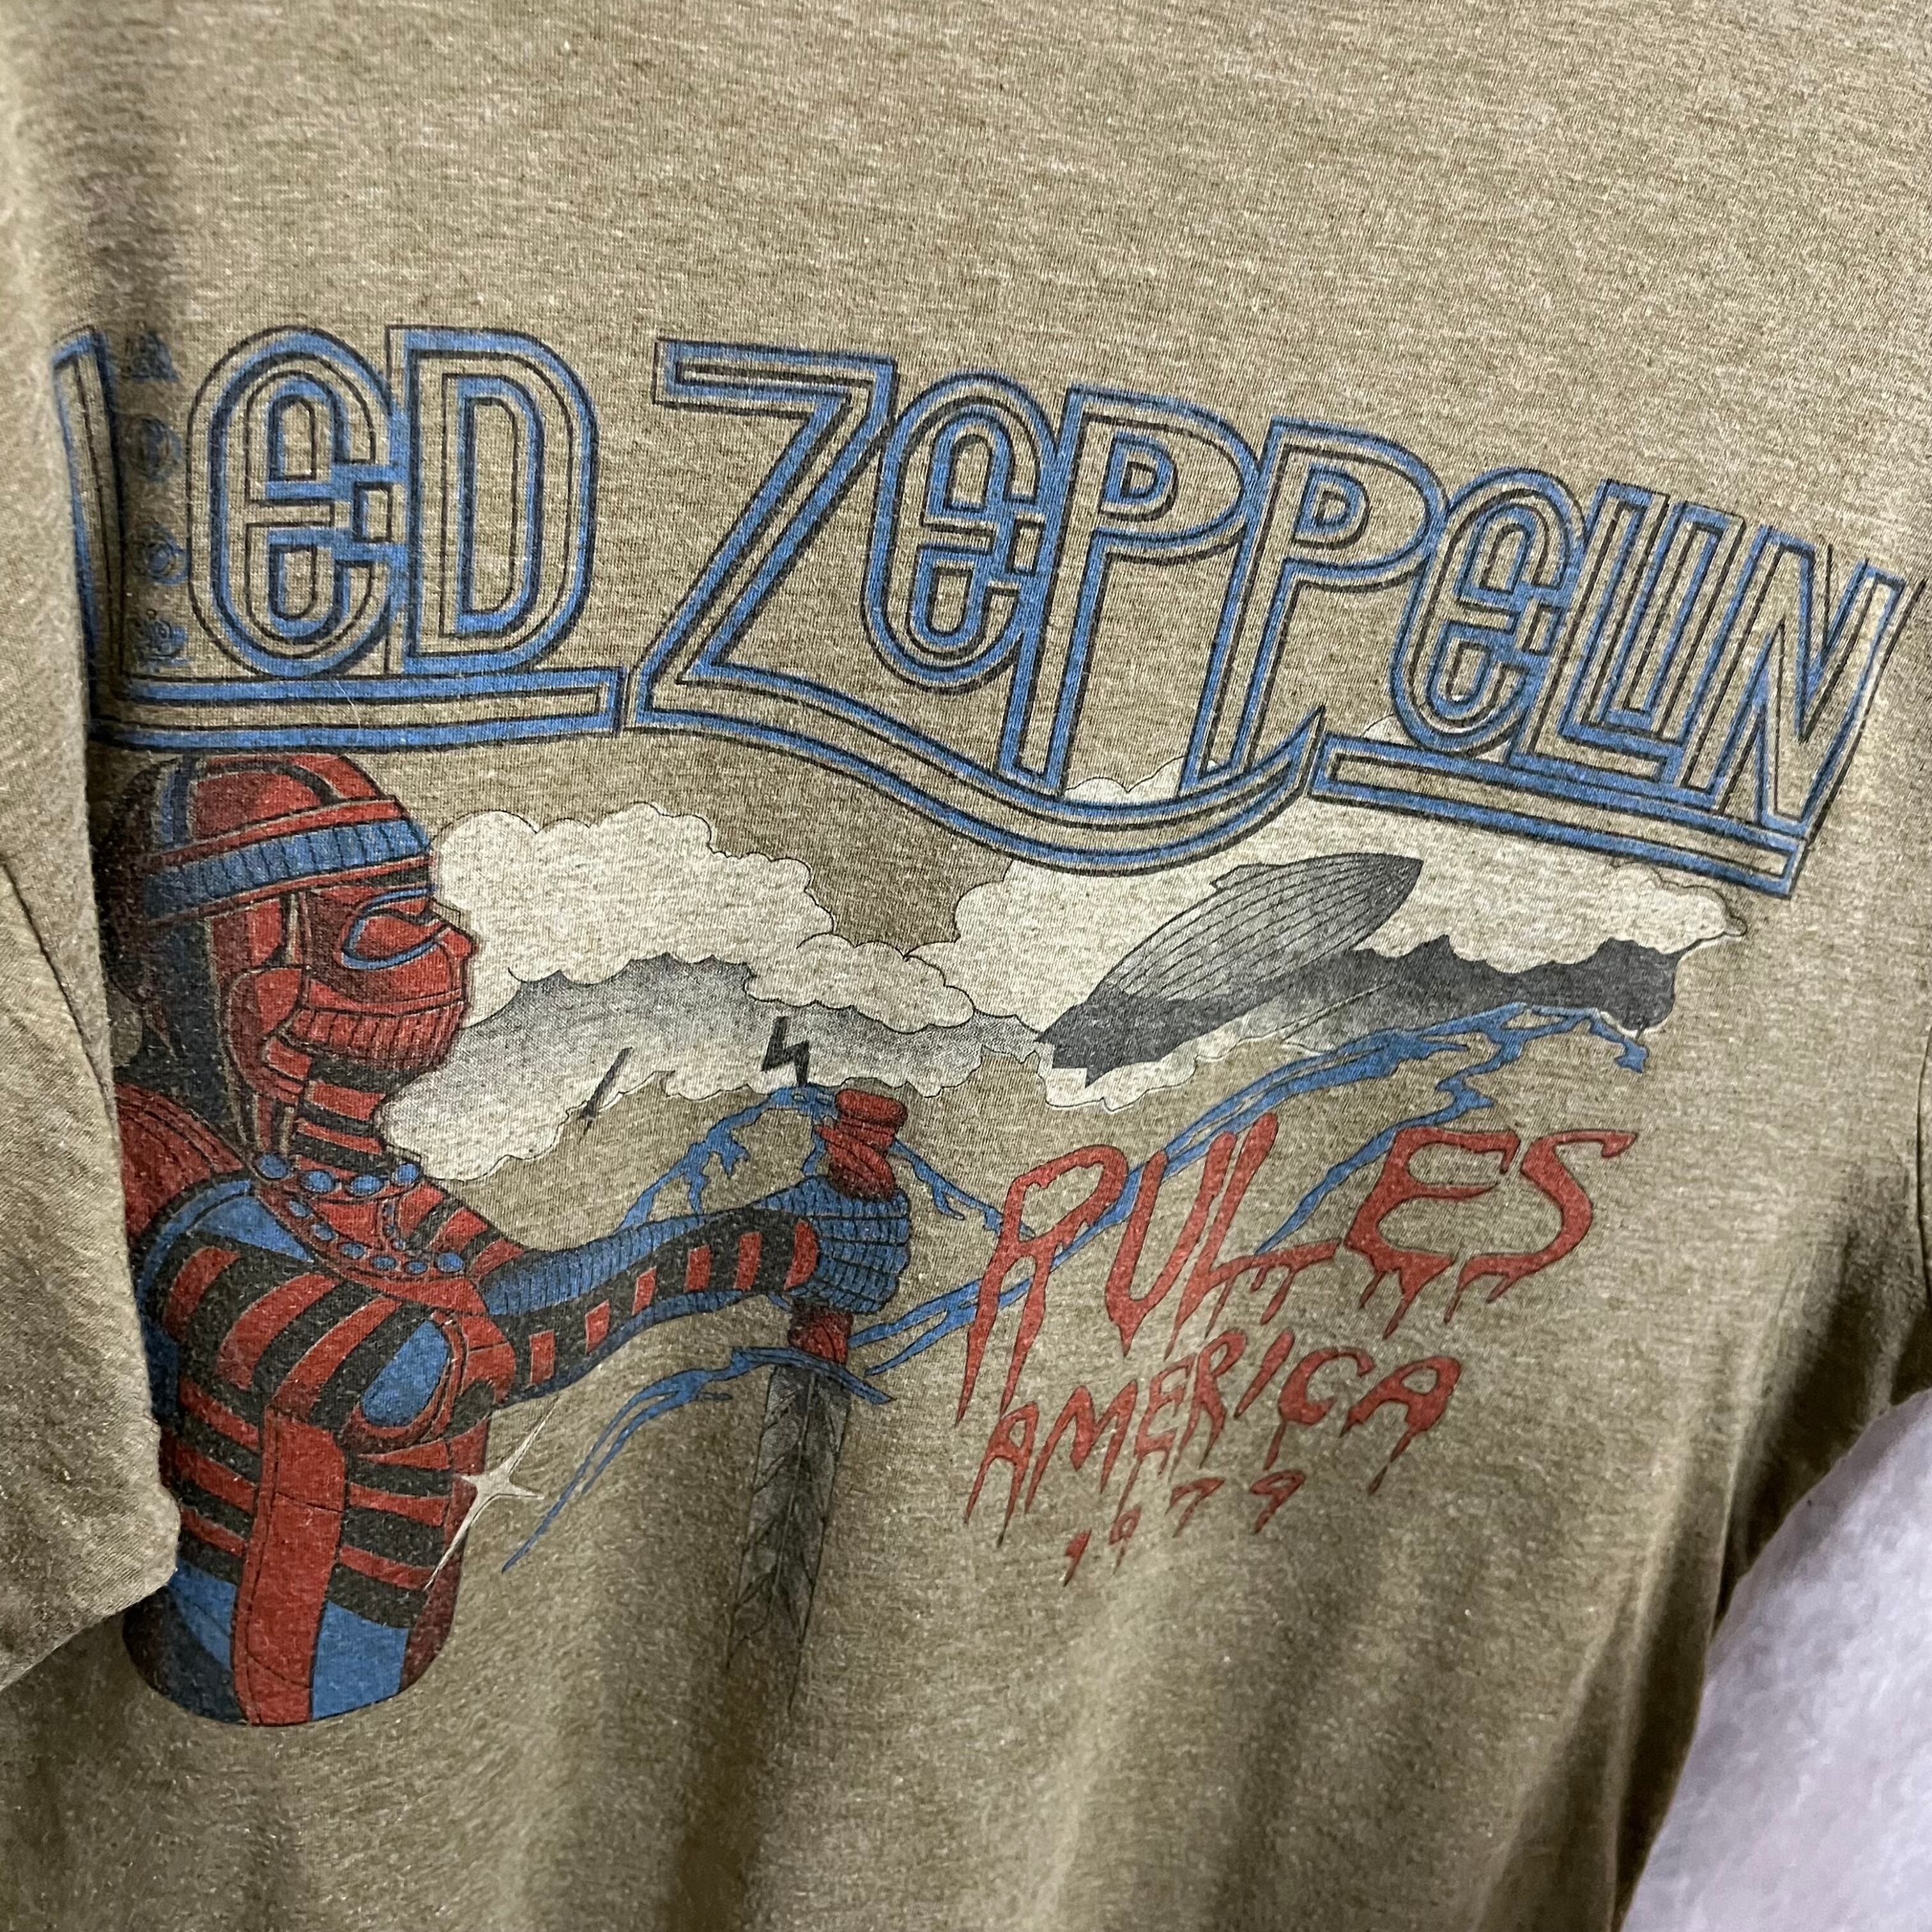 LED ZEPPELIN
RULES
AMERICA
1979